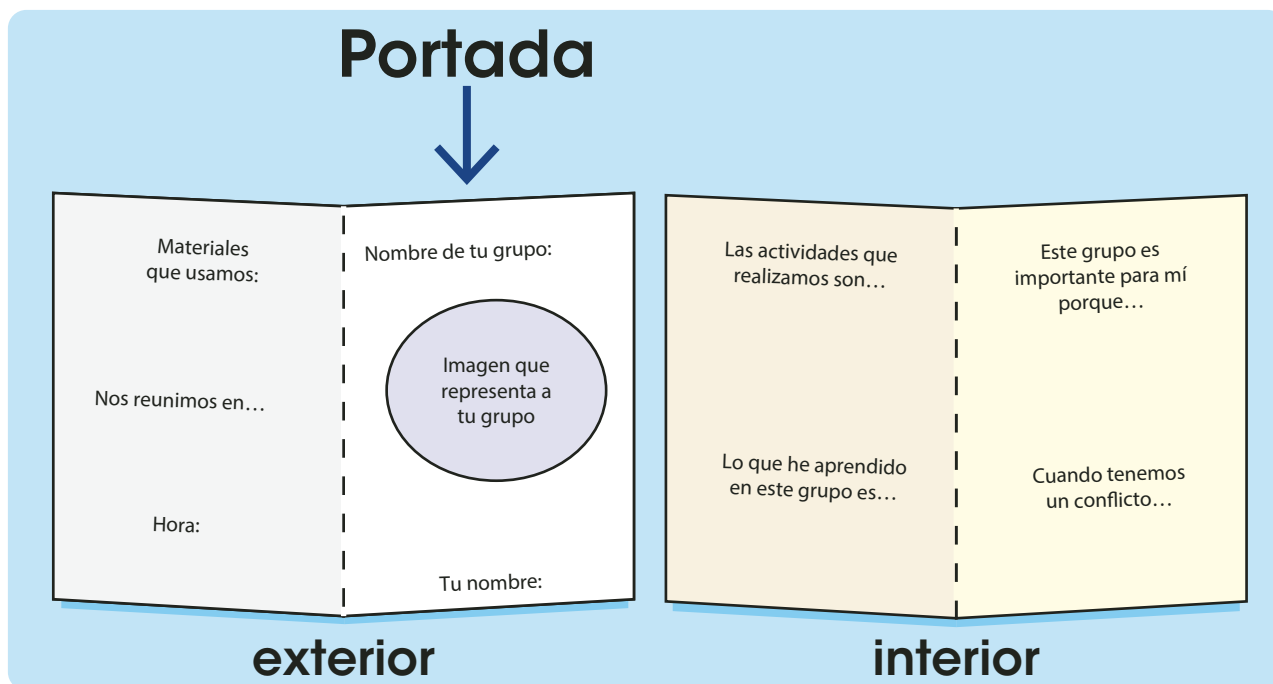 Portada
Materiales
que usamos:
Nos reunimos en…
Hora:
Nombre de tu grupo:
Imagen que
representa a
tu grupo
Tu nombre:
exterior
Las actividades que
realizamos son…
Lo que he aprendido
en este grupo es…
Este grupo es
importante para mí
porque…
Cuando tenemos
un conflicto…
interior